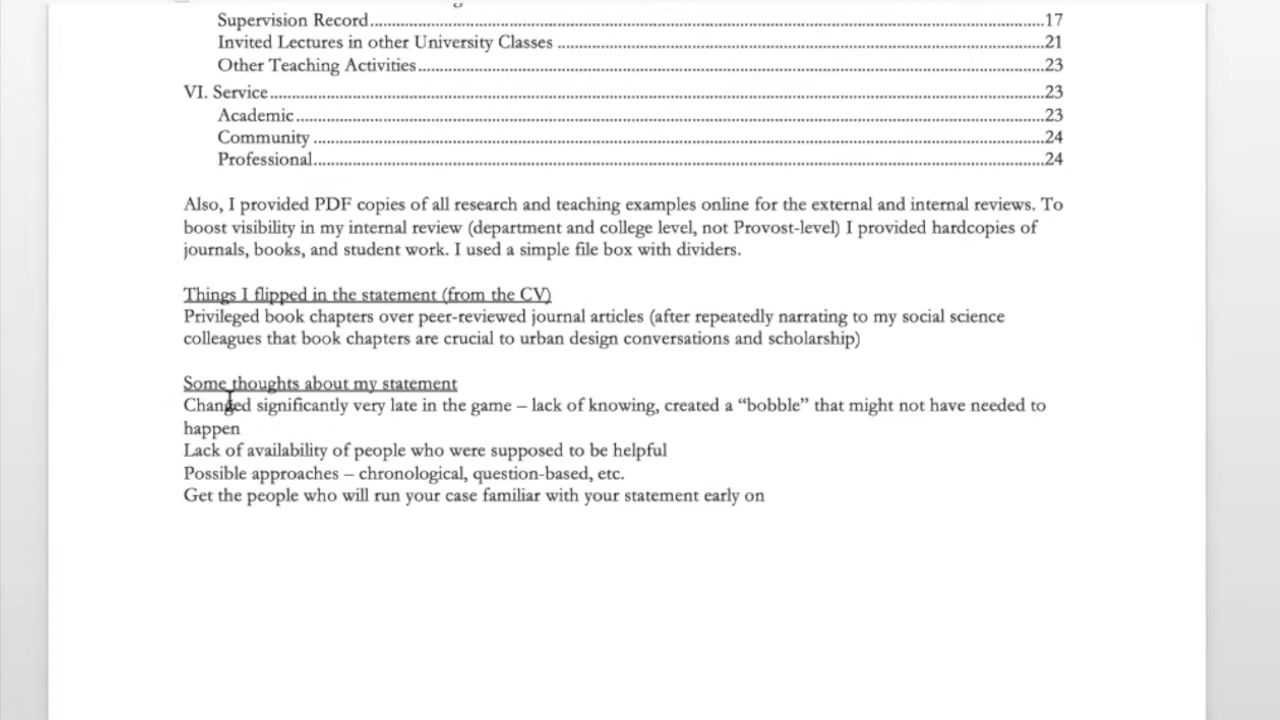 Supervision Record........................................................................................................................17
Invited Lectures in other University Classes ........................................................................21
Other Teaching Activities.............................................................................................................23
VI. Service.......................................................................................................................................23
Academic.........................................................................................................................................23
Community ....................................................................................................................................24
Professional....................................................................................................................................24
Also, I provided PDF copies of all research and teaching examples online for the external and internal reviews. To
boost visibility in my internal review (department and college level, not Provost-level) I provided hardcopies of
journals, books, and student work. I used a simple file box with dividers.
Things I flipped in the statement (from the CV)
Privileged book chapters over peer-reviewed journal articles (after repeatedly narrating to my social science
colleagues that book chapters are crucial to urban design conversations and scholarship)
Some thoughts about my statement
Changed significantly very late in the game – lack of knowing, created a “bobble” that might not have needed to
happen
Lack of availability of people who were supposed to be helpful
Possible approaches – chronological, question-based, etc.
Get the people who will run your case familiar with your statement early on